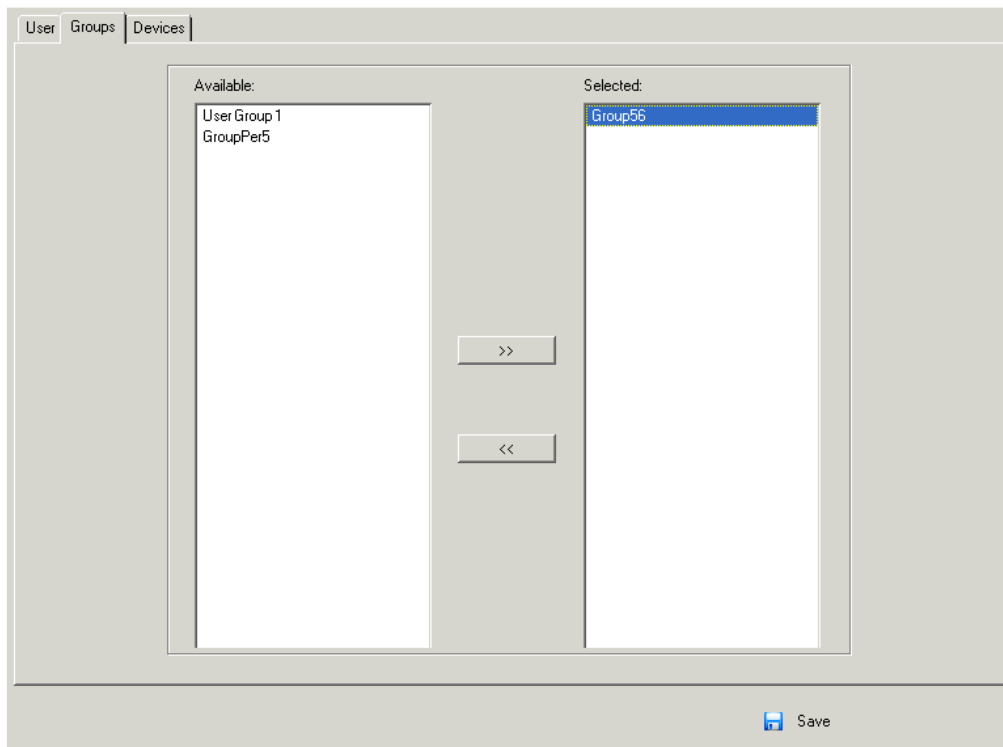 User Groups Devices
Available:
User Group 1
GroupPer5
Selected:
Group56
>>
<<
Save